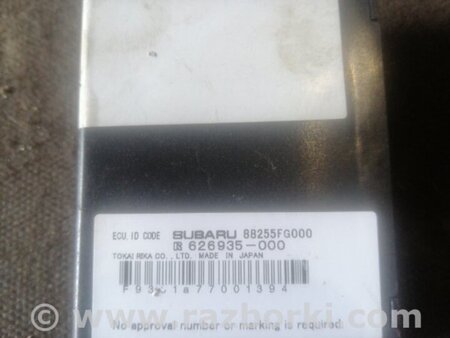 ECU, ID CODE SUBARU 88255FG000
626935-000
TOKAI RIKA CO., LTD. MADE IN JAPAN
No approval number or marking is required.
© www.razborki.com